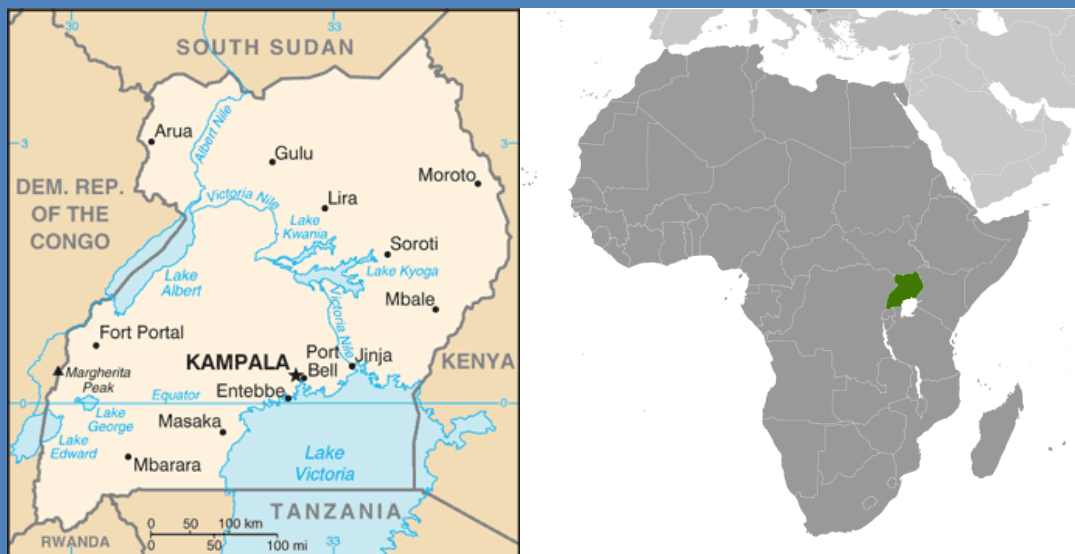 30
33
SOUTH SUDAN
Arua
Albert Nile
3
3
Gulu
Moroto
DEM. REP.
OF THE
CONGO
Victoria Nile
Lira
Lake
Kwania
Soroti
Lake
Albert
Lake Kyoga
Mbale
Victoria Nile
Fort Portal
KAMPALA
Port
Bell
Jinja
KENYA
Margherita
Peak
Equator
Entebbe
0
0
Lake
George
Masaka
Lake
Edward
Mbarara
Lake
Victoria
TANZANIA
0 50 100 km
0 50 100 mi
RWANDA
33